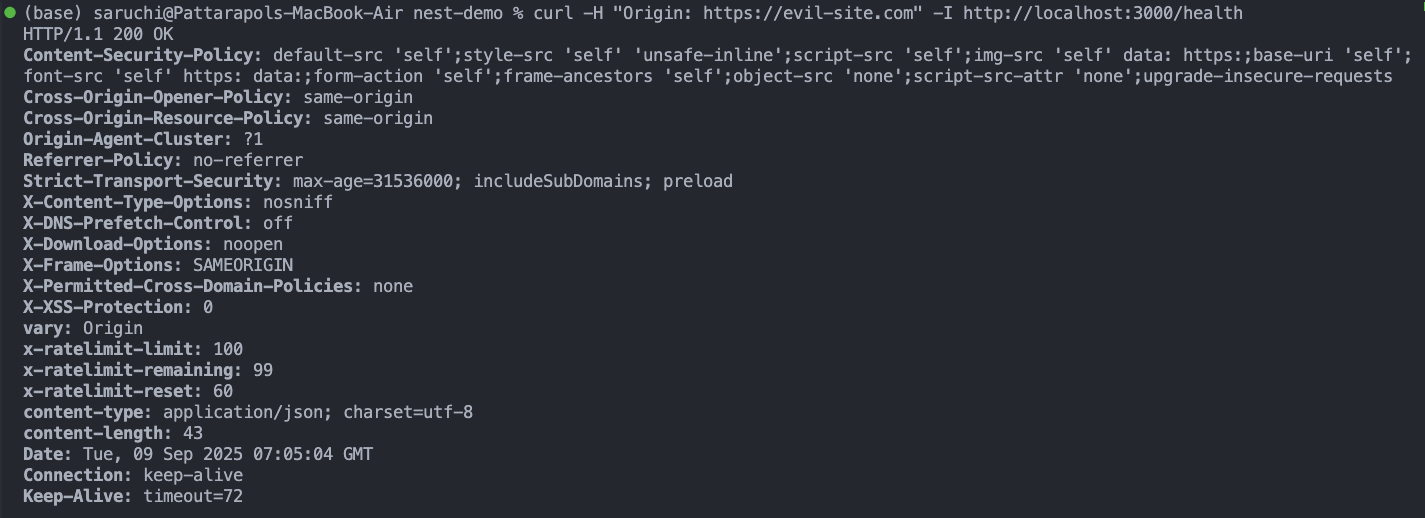 (base) saruchi@Pattarapols-MacBook-Air nest-demo % curl -H "Origin: https://evil-site.com" -I http://localhost:3000/health
HTTP/1.1 200 OK
Content-Security-Policy: default-src 'self';style-src 'self' 'unsafe-inline';script-src 'self';img-src 'self' data: https:;base-uri 'self';
font-src 'self' https: data:;form-action 'self';frame-ancestors 'self';object-src 'none';script-src-attr 'none';upgrade-insecure-requests
Cross-Origin-Opener-Policy: same-origin
Cross-Origin-Resource-Policy: same-origin
Origin-Agent-Cluster: ?1
Referrer-Policy: no-referrer
Strict-Transport-Security: max-age=31536000; includeSubDomains; preload
X-Content-Type-Options: nosniff
X-DNS-Prefetch-Control: off
X-Download-Options: noopen
X-Frame-Options: SAMEORIGIN
X-Permitted-Cross-Domain-Policies: none
X-XSS-Protection: 0
vary: Origin
x-ratelimit-limit: 100
x-ratelimit-remaining: 99
x-ratelimit-reset: 60
content-type: application/json; charset=utf-8
content-length: 43
Date: Tue, 09 Sep 2025 07:05:04 GMT
Connection: keep-alive
Keep-Alive: timeout=72